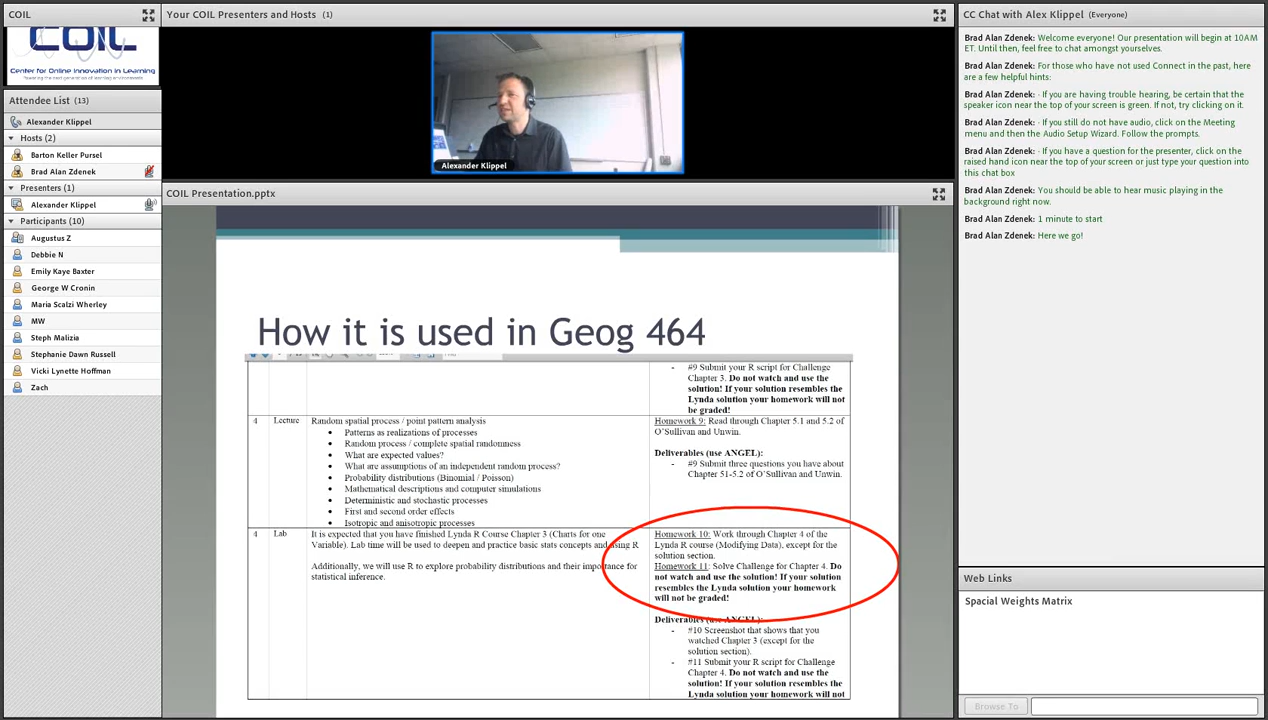 COIL
COIL
Center for Online Innovation in Learning
Attendee List (13)
Alexander Klippel
Hosts (2)
Barton Keller Pursel
Brad Alan Zdenek
Presenters (1)
Alexander Klippel
Participants (10)
Augustus Z
Debbie N
Emily Kaye Baxter
George W Cronin
Maria Scalzi Wherley
MW
Steph Malizia
Stephanie Dawn Russell
Vicki Lynette Hoffman
Zach
Your COIL Presenters and Hosts (1)
Alexander Klippel
COIL Presentation.pptx
How it is used in Geog 464
- #9 Submit your R script for Challenge
Chapter 3. Do not watch and use the
solution! If your solution resembles the
Lynda solution your homework will not
be graded!
4 Lecture
Random spatial process / point pattern analysis
• Patterns as realizations of processes
• Random process / complete spatial randomness
• What are expected values?
• What are assumptions of an independent random process?
• Probability distributions (Binomial / Poisson)
• Mathematical descriptions and computer simulations
• Deterministic and stochastic processes
• First and second order effects
• Isotropic and anisotropic processes
Homework 9: Read through Chapter 5.1 and 5.2 of
O'Sullivan and Unwin.
Deliverables (use ANGEL):
- #9 Submit three questions you have about
Chapter 51-5.2 of O'Sullivan and Unwin.
4 Lab
It is expected that you have finished Lynda R Course Chapter 3 (Charts for one
Variable). Lab time will be used to deepen and practice basic stats concepts and using R
Additionally, we will use R to explore probability distributions and their importance for
statistical inference.
Homework 10: Work through Chapter 4 of the
Lynda R course (Modifying Data), except for the
solution section.
Homework 11: Solve Challenge for Chapter 4. Do
not watch and use the solution! If your solution
resembles the Lynda solution your homework
will not be graded!
Deliverables (use ANGEL):
- #10 Screenshot that shows that you
watched Chapter 3 (except for the
solution section).
- #11 Submit your R script for Challenge
Chapter 4. Do not watch and use the
solution! If your solution resembles the
Lynda solution your homework will not
CC Chat with Alex Klippel (Everyone)
Brad Alan Zdenek: Welcome everyone! Our presentation will begin at 10AM
ET. Until then, feel free to chat amongst yourselves.
Brad Alan Zdenek: For those who have not used Connect in the past, here
are a few helpful hints:
Brad Alan Zdenek: · If you are having trouble hearing, be certain that the
speaker icon near the top of your screen is green. If not, try clicking on it.
Brad Alan Zdenek: · If you still do not have audio, click on the Meeting
menu and then the Audio Setup Wizard. Follow the prompts.
Brad Alan Zdenek: · If you have a question for the presenter, click on the
raised hand icon near the top of your screen or just type your question into
this chat box
Brad Alan Zdenek: You should be able to hear music playing in the
background right now.
Brad Alan Zdenek: 1 minute to start
Brad Alan Zdenek: Here we go!
Web Links
Spacial Weights Matrix
Browse To